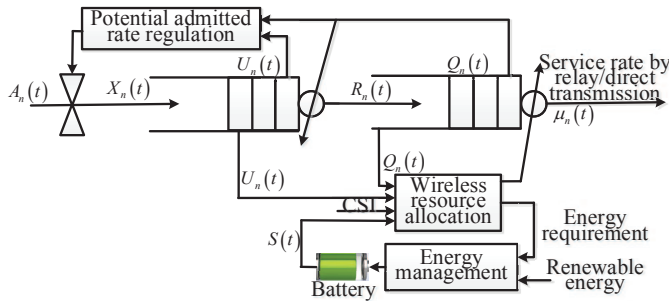 Potential admitted
rate regulation
U_n(t)
Q_n(t)
Service rate by
relay/direct
transmission
A_n(t)
X_n(t)
R_n(t)
μ_n(t)
U_n(t)
Q_n(t)
CSI
Wireless
resource
allocation
S(t)
Energy
requirement
Battery
Energy
management
Renewable
energy